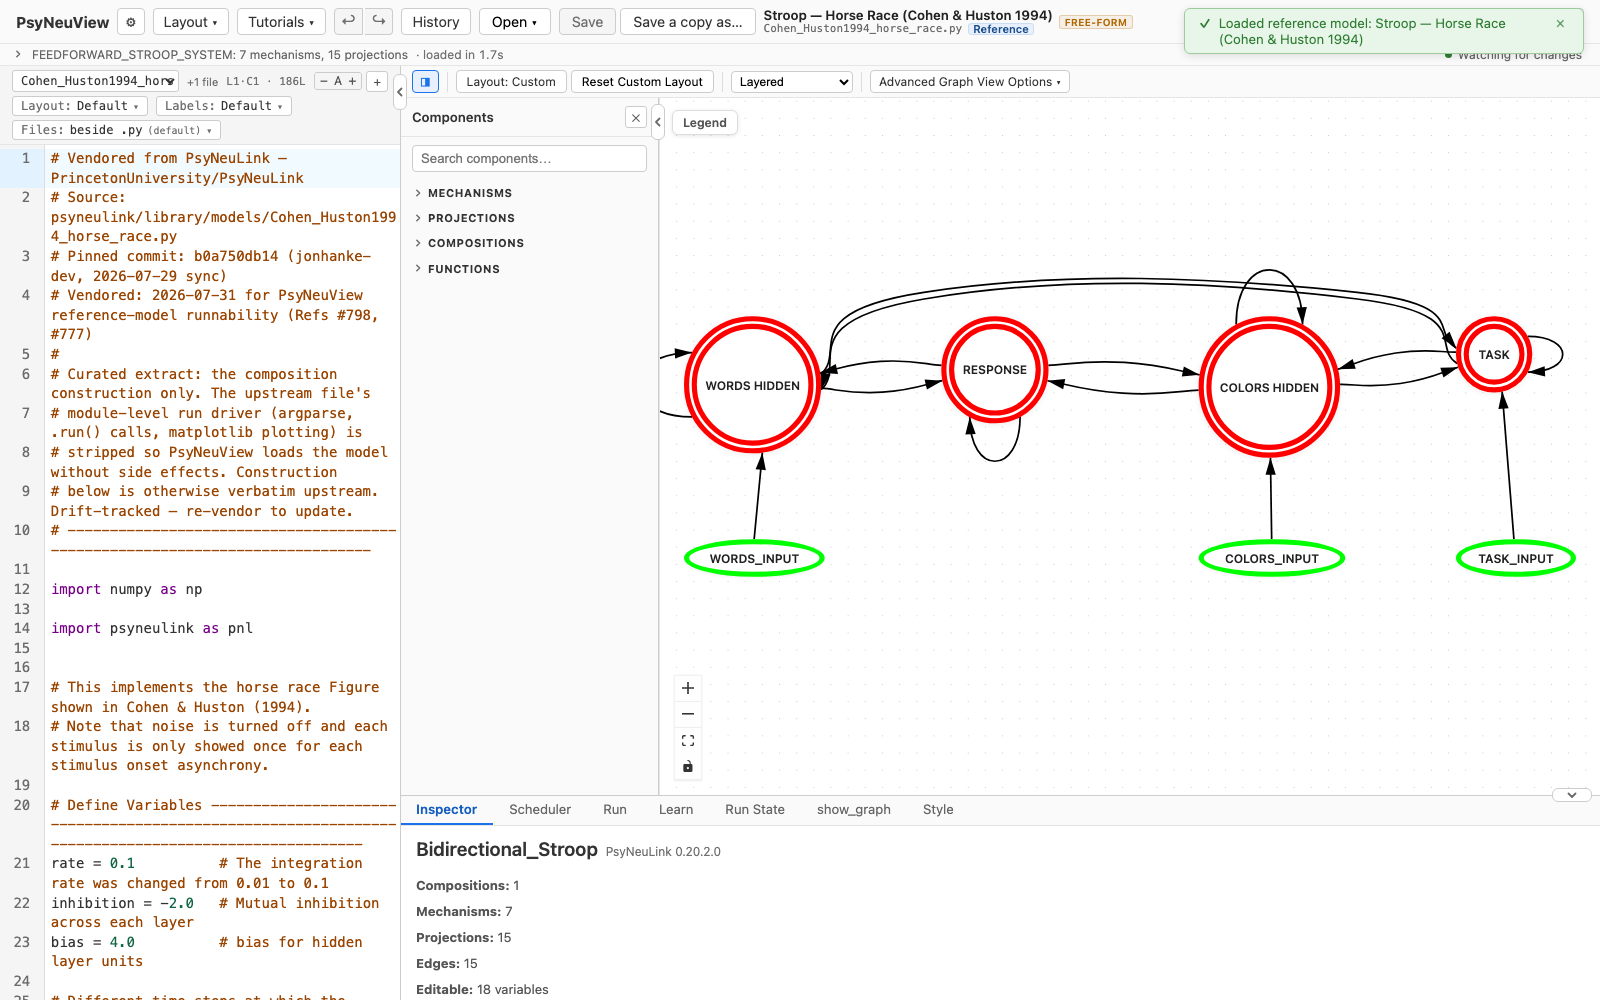 PsyNeuView ⚙ Layout ▾ Tutorials ▾ ↩ ↪ History Open ▾ Save Save a copy as... Stroop — Horse Race (Cohen & Huston 1994) FREE-FORM
Cohen_Huston1994_horse_race.py Reference
✓ Loaded reference model: Stroop — Horse Race (Cohen & Huston 1994) ×
FEEDFORWARD_STROOP_SYSTEM: 7 mechanisms, 15 projections · loaded in 1.7s
Watching for changes
Cohen_Huston1994_hors +1 file L1:C1 · 186L − A + +
Layout: Default ▾ Labels: Default ▾
Files: beside .py (default) ▾
Layout: Custom Reset Custom Layout Layered Advanced Graph View Options ▾
1 # Vendored from PsyNeuLink —
PrincetonUniversity/PsyNeuLink
2 # Source:
psyneulink/library/models/Cohen_Huston199
4_horse_race.py
3 # Pinned commit: b0a750db14 (jonhanke-
dev, 2026-07-29 sync)
4 # Vendored: 2026-07-31 for PsyNeuView
reference-model runnability (Refs #798,
#777)
5 #
6 # Curated extract: the composition
construction only. The upstream file's
7 # module-level run driver (argparse,
.run() calls, matplotlib plotting) is
8 # stripped so PsyNeuView loads the model
without side effects. Construction
9 # below is otherwise verbatim upstream.
Drift-tracked — re-vendor to update.
10 # ---------------------------------------
--------------------------------------
11
12 import numpy as np
13
14 import psyneulink as pnl
15
16
17 # This implements the horse race Figure
shown in Cohen & Huston (1994).
18 # Note that noise is turned off and each
stimulus is only showed once for each
stimulus onset asynchrony.
19
20 # Define Variables ----------------------
-----------------------------------------
-------------------------------------
21 rate = 0.1 # The integration
rate was changed from 0.01 to 0.1
22 inhibition = -2.0 # Mutual inhibition
across each layer
23 bias = 4.0 # bias for hidden
layer units
24
25 # Different time steps at which the
Components ×
Search components...
MECHANISMS
PROJECTIONS
COMPOSITIONS
FUNCTIONS
Legend
WORDS HIDDEN
RESPONSE
COLORS HIDDEN
TASK
WORDS_INPUT
COLORS_INPUT
TASK_INPUT
Inspector Scheduler Run Learn Run State show_graph Style
Bidirectional_Stroop PsyNeuLink 0.20.2.0
Compositions: 1
Mechanisms: 7
Projections: 15
Edges: 15
Editable: 18 variables